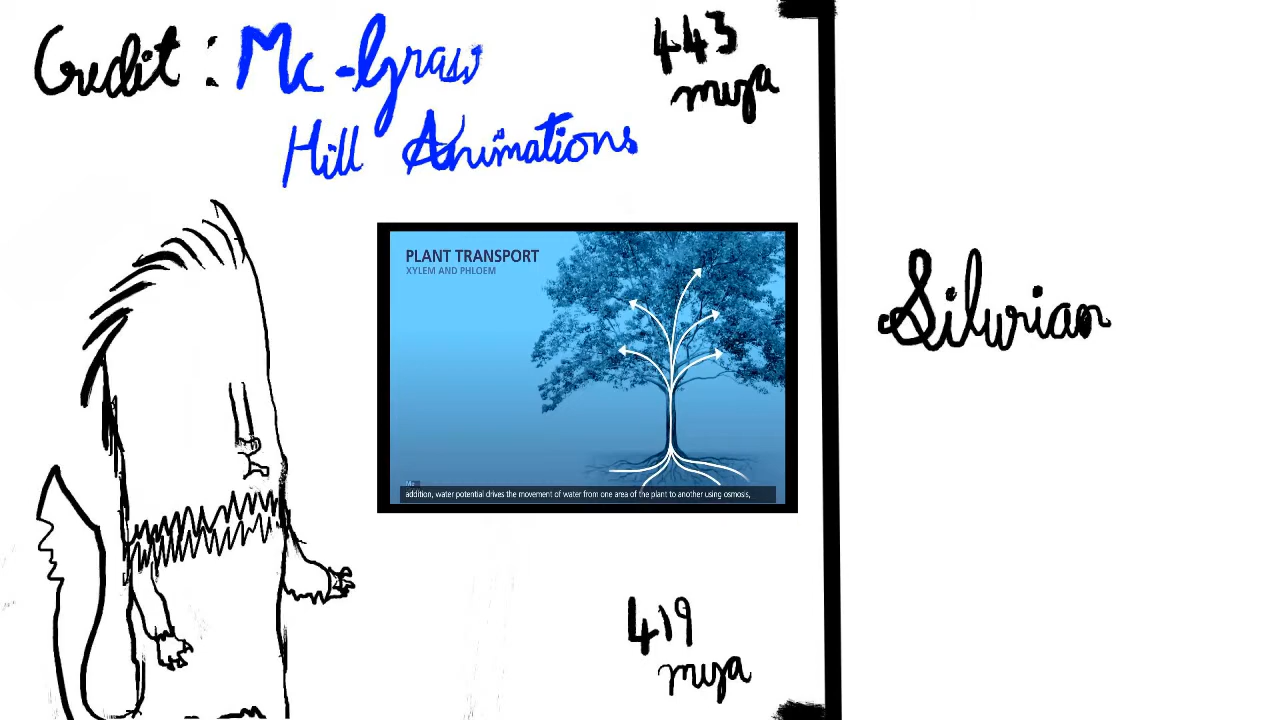 Credit : Mc-Graw
Hill Animations
443
mya
PLANT TRANSPORT
XYLEM AND PHLOEM
Silurian
Mc
addition, water potential drives the movement of water from one area of the plant to another using osmosis,
419
mya